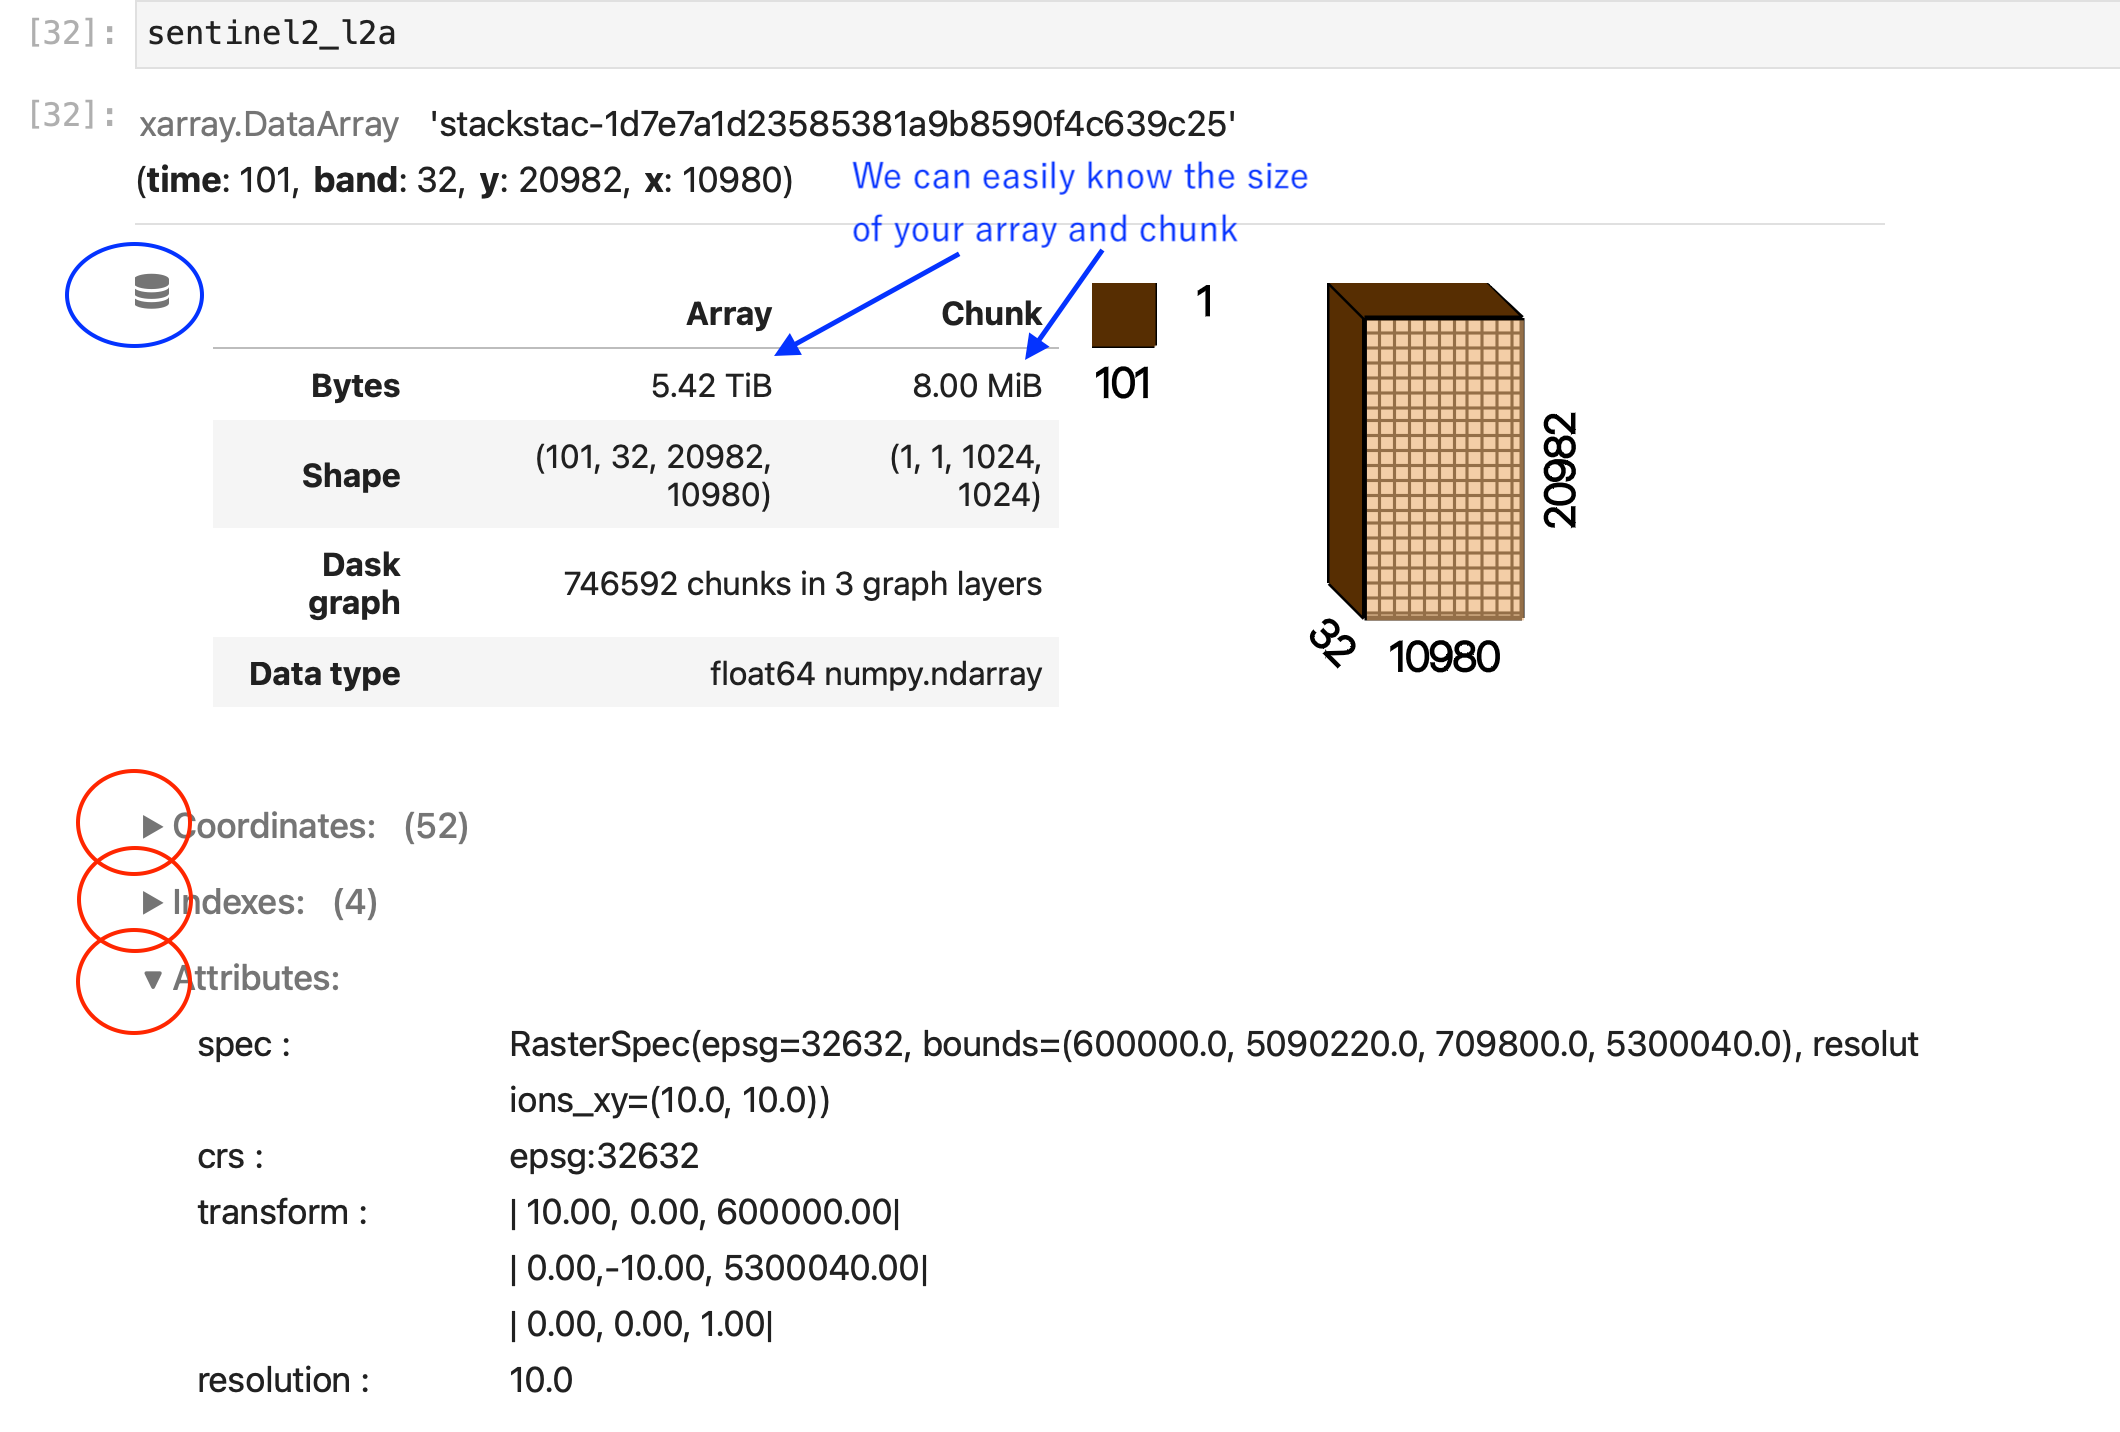 [32]: sentinel2_l2a
[32]: xarray.DataArray 'stackstac-1d7e7a1d23585381a9b8590f4c639c25'
(time: 101, band: 32, y: 20982, x: 10980)
We can easily know the size
of your array and chunk
Array Chunk
Bytes 5.42 TiB 8.00 MiB
Shape (101, 32, 20982, 10980) (1, 1, 1024, 1024)
Dask graph 746592 chunks in 3 graph layers
Data type float64 numpy.ndarray
1
101
20982
32
10980
▶ Coordinates: (52)
▶ Indexes: (4)
▼ Attributes:
spec : RasterSpec(epsg=32632, bounds=(600000.0, 5090220.0, 709800.0, 5300040.0), resolut
ions_xy=(10.0, 10.0))
crs : epsg:32632
transform : | 10.00, 0.00, 600000.00|
| 0.00,-10.00, 5300040.00|
| 0.00, 0.00, 1.00|
resolution : 10.0